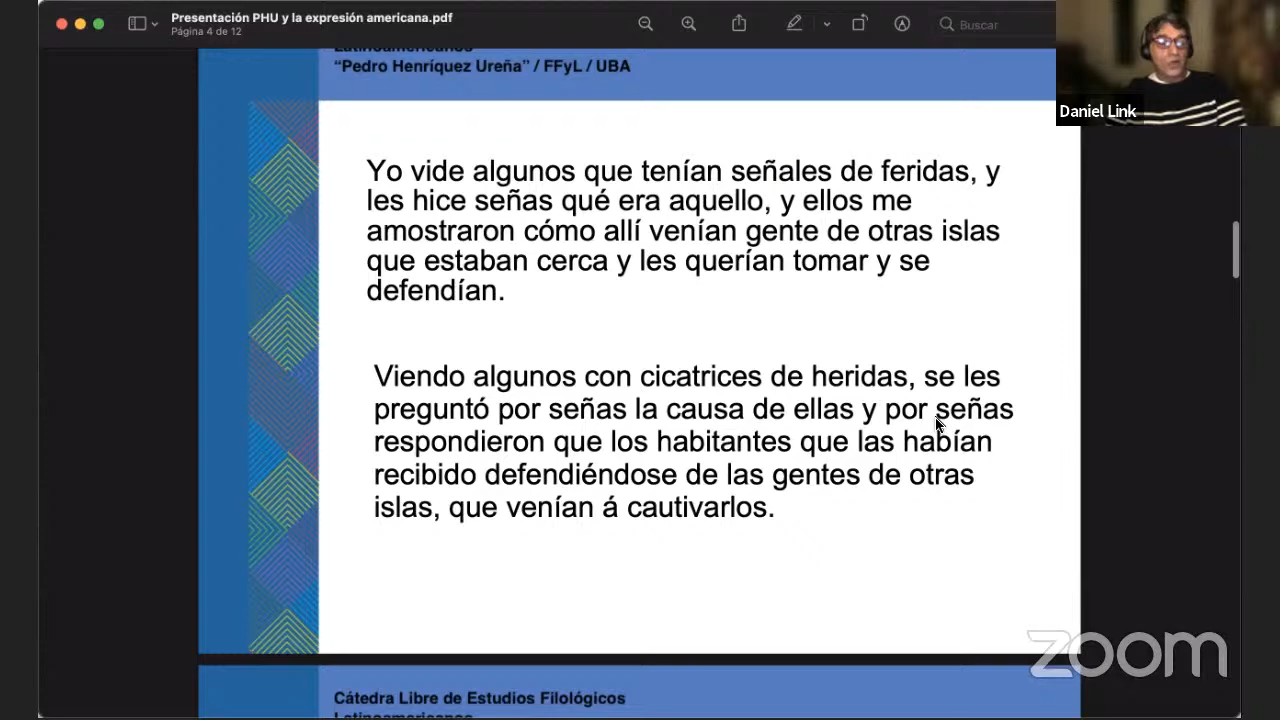 Presentación PHU y la expresión americana.pdf
Página 4 de 12
Buscar
Daniel Link
Latinoamericanos
“Pedro Henríquez Ureña” / FFyL / UBA
Yo vide algunos que tenían señales de feridas, y
les hice señas qué era aquello, y ellos me
amostraron cómo allí venían gente de otras islas
que estaban cerca y les querían tomar y se
defendían.
Viendo algunos con cicatrices de heridas, se les
preguntó por señas la causa de ellas y por señas
respondieron que los habitantes que las habían
recibido defendiéndose de las gentes de otras
islas, que venían á cautivarlos.
zoom
Cátedra Libre de Estudios Filológicos
Latinoamericanos